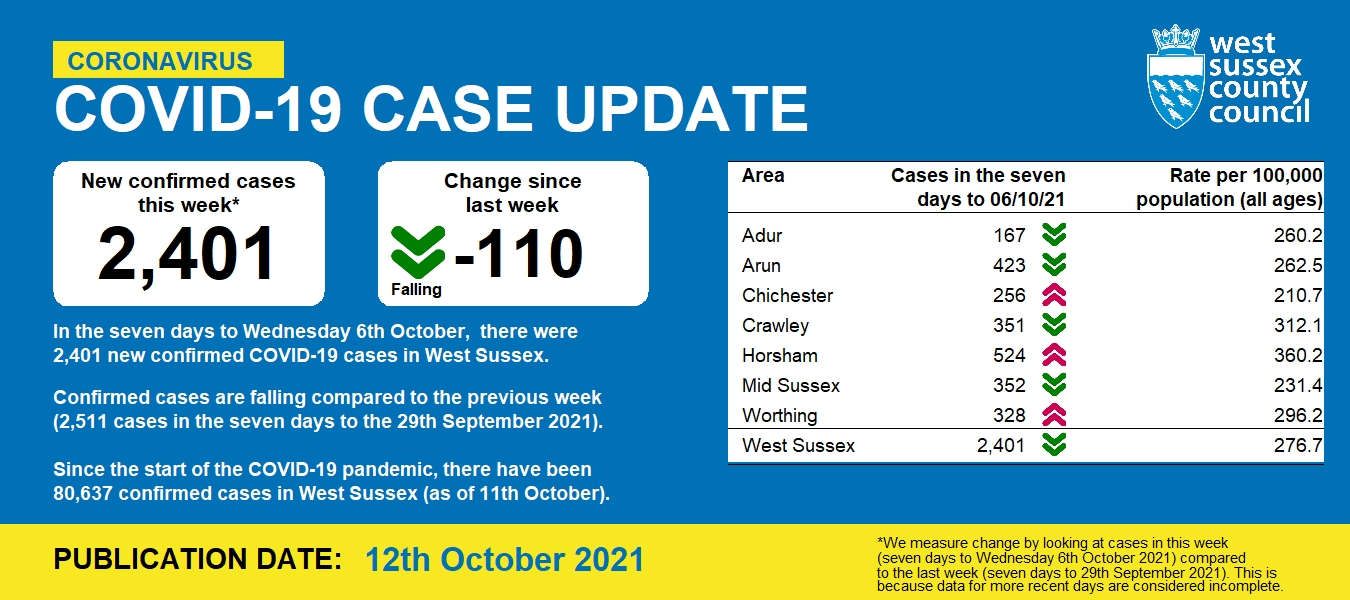 CORONAVIRUS
COVID-19 CASE UPDATE
west
sussex
county
council
New confirmed cases
this week*
2,401
Change since
last week
-110
Falling
In the seven days to Wednesday 6th October,  there were
2,401 new confirmed COVID-19 cases in West Sussex.
Confirmed cases are falling compared to the previous week
(2,511 cases in the seven days to the 29th September 2021).
Since the start of the COVID-19 pandemic, there have been
80,637 confirmed cases in West Sussex (as of 11th October).
Area Cases in the seven Rate per 100,000
days to 06/10/21 population (all ages)
Adur 167 260.2
Arun 423 262.5
Chichester 256 210.7
Crawley 351 312.1
Horsham 524 360.2
Mid Sussex 352 231.4
Worthing 328 296.2
West Sussex 2,401 276.7
PUBLICATION DATE: 12th October 2021
*We measure change by looking at cases in this week
(seven days to Wednesday 6th October 2021) compared
to the last week (seven days to 29th September 2021). This is
because data for more recent days are considered incomplete.